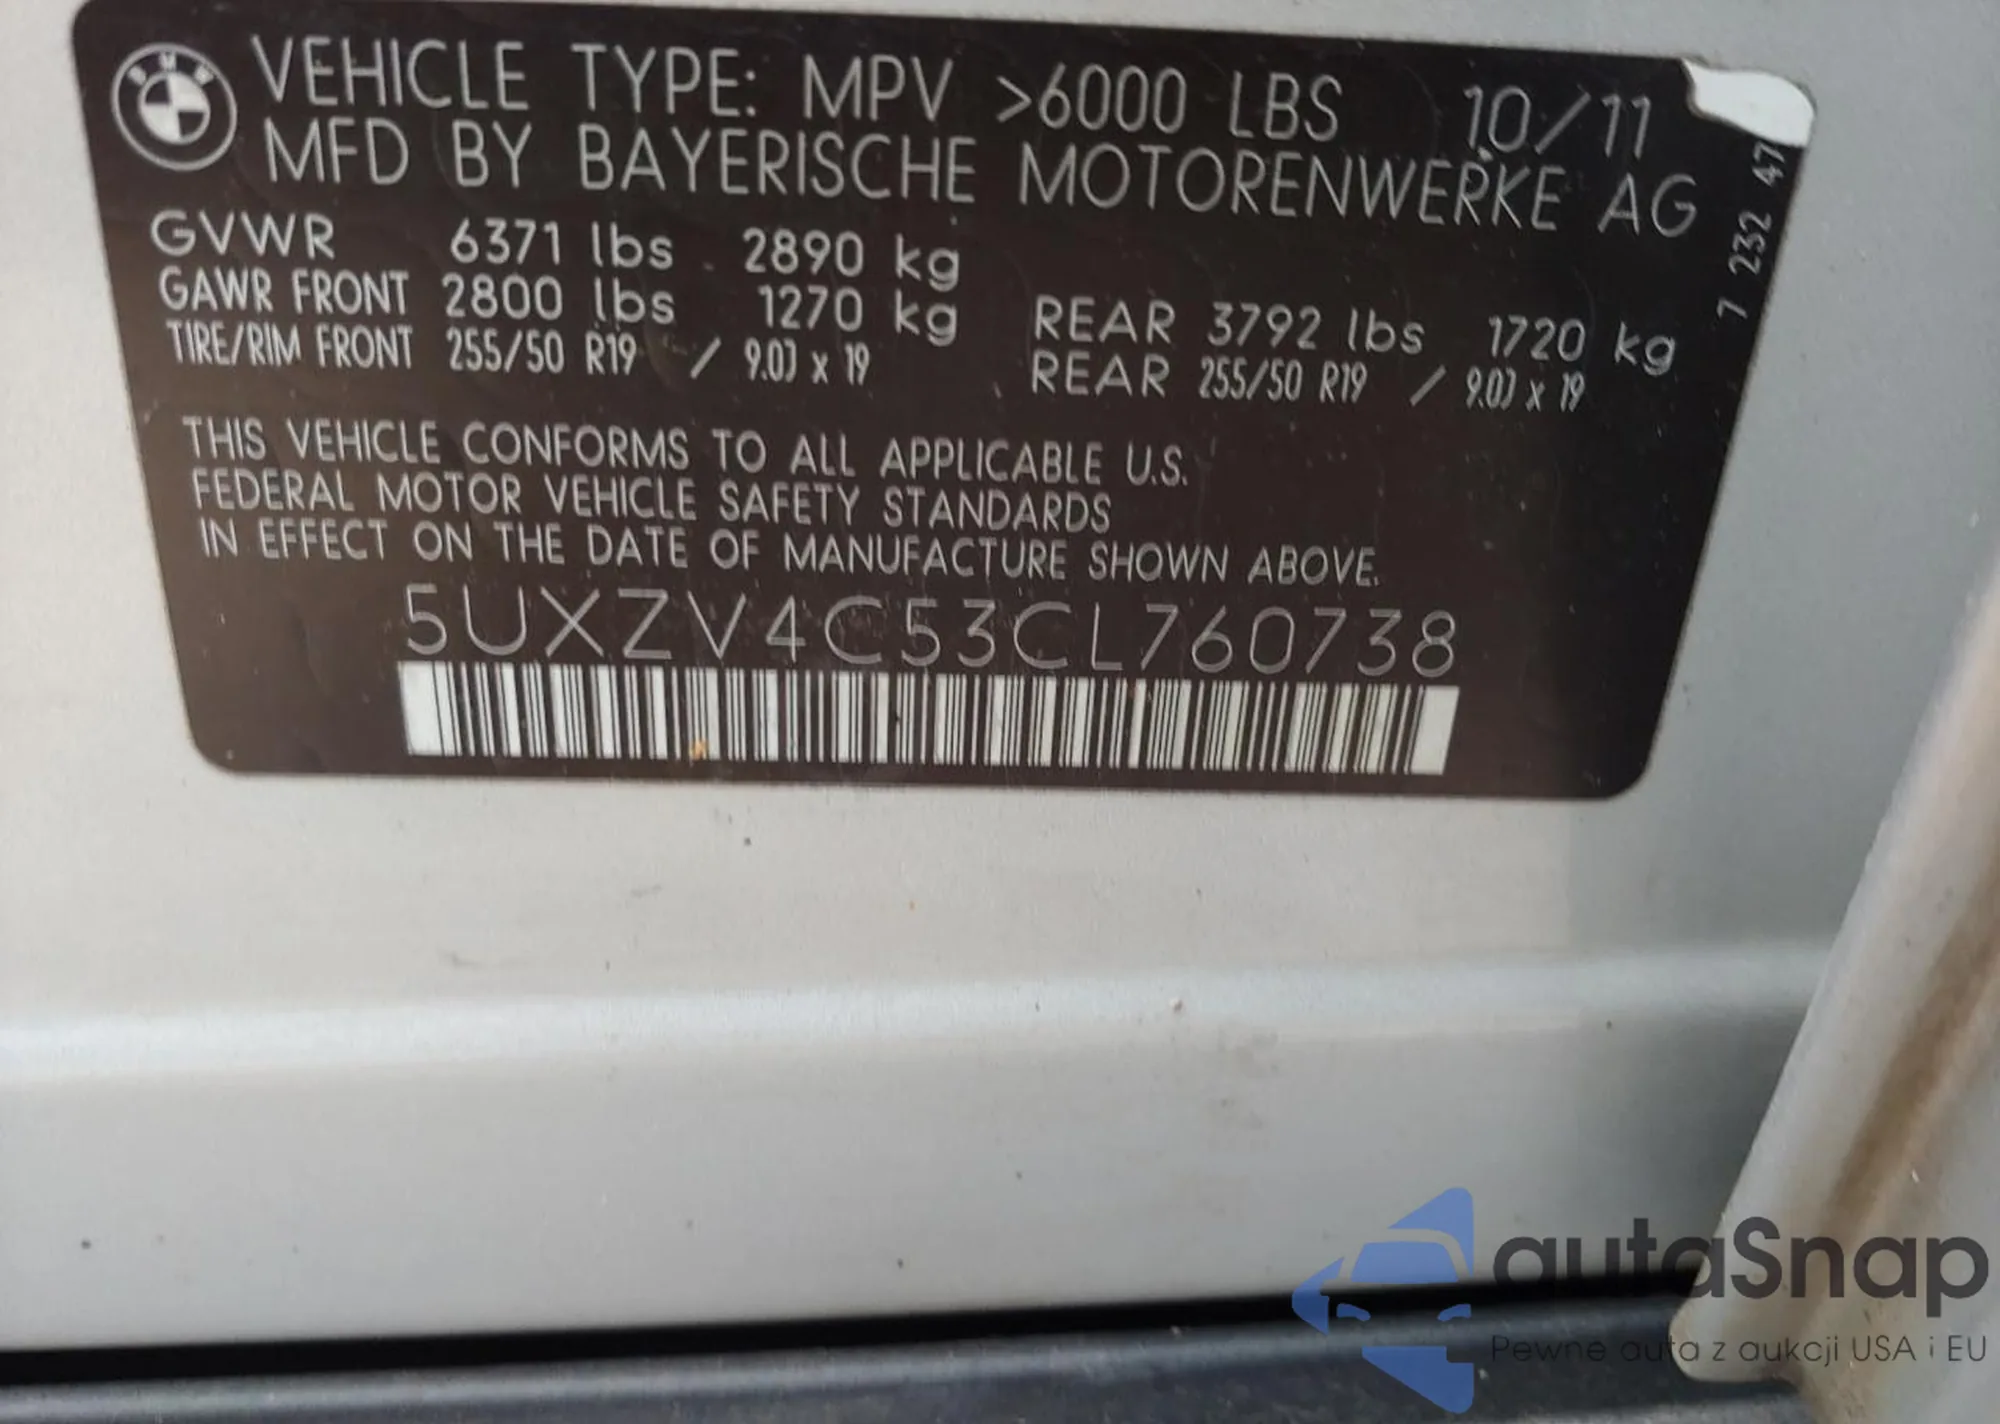 BMW
VEHICLE TYPE: MPV >6000 LBS 10/11
MFD BY BAYERISCHE MOTORENWERKE AG
GVWR 6371 lbs 2890 kg
GAWR FRONT 2800 lbs 1270 kg REAR 3792 lbs 1720 kg
TIRE/RIM FRONT 255/50 R19 / 9.0J x 19 REAR 255/50 R19 / 9.0J x 19
7 232 47
THIS VEHICLE CONFORMS TO ALL APPLICABLE U.S.
FEDERAL MOTOR VEHICLE SAFETY STANDARDS
IN EFFECT ON THE DATE OF MANUFACTURE SHOWN ABOVE.
5UXZV4C53CL760738
autaSnap
Pewne auta z aukcji USA i EU